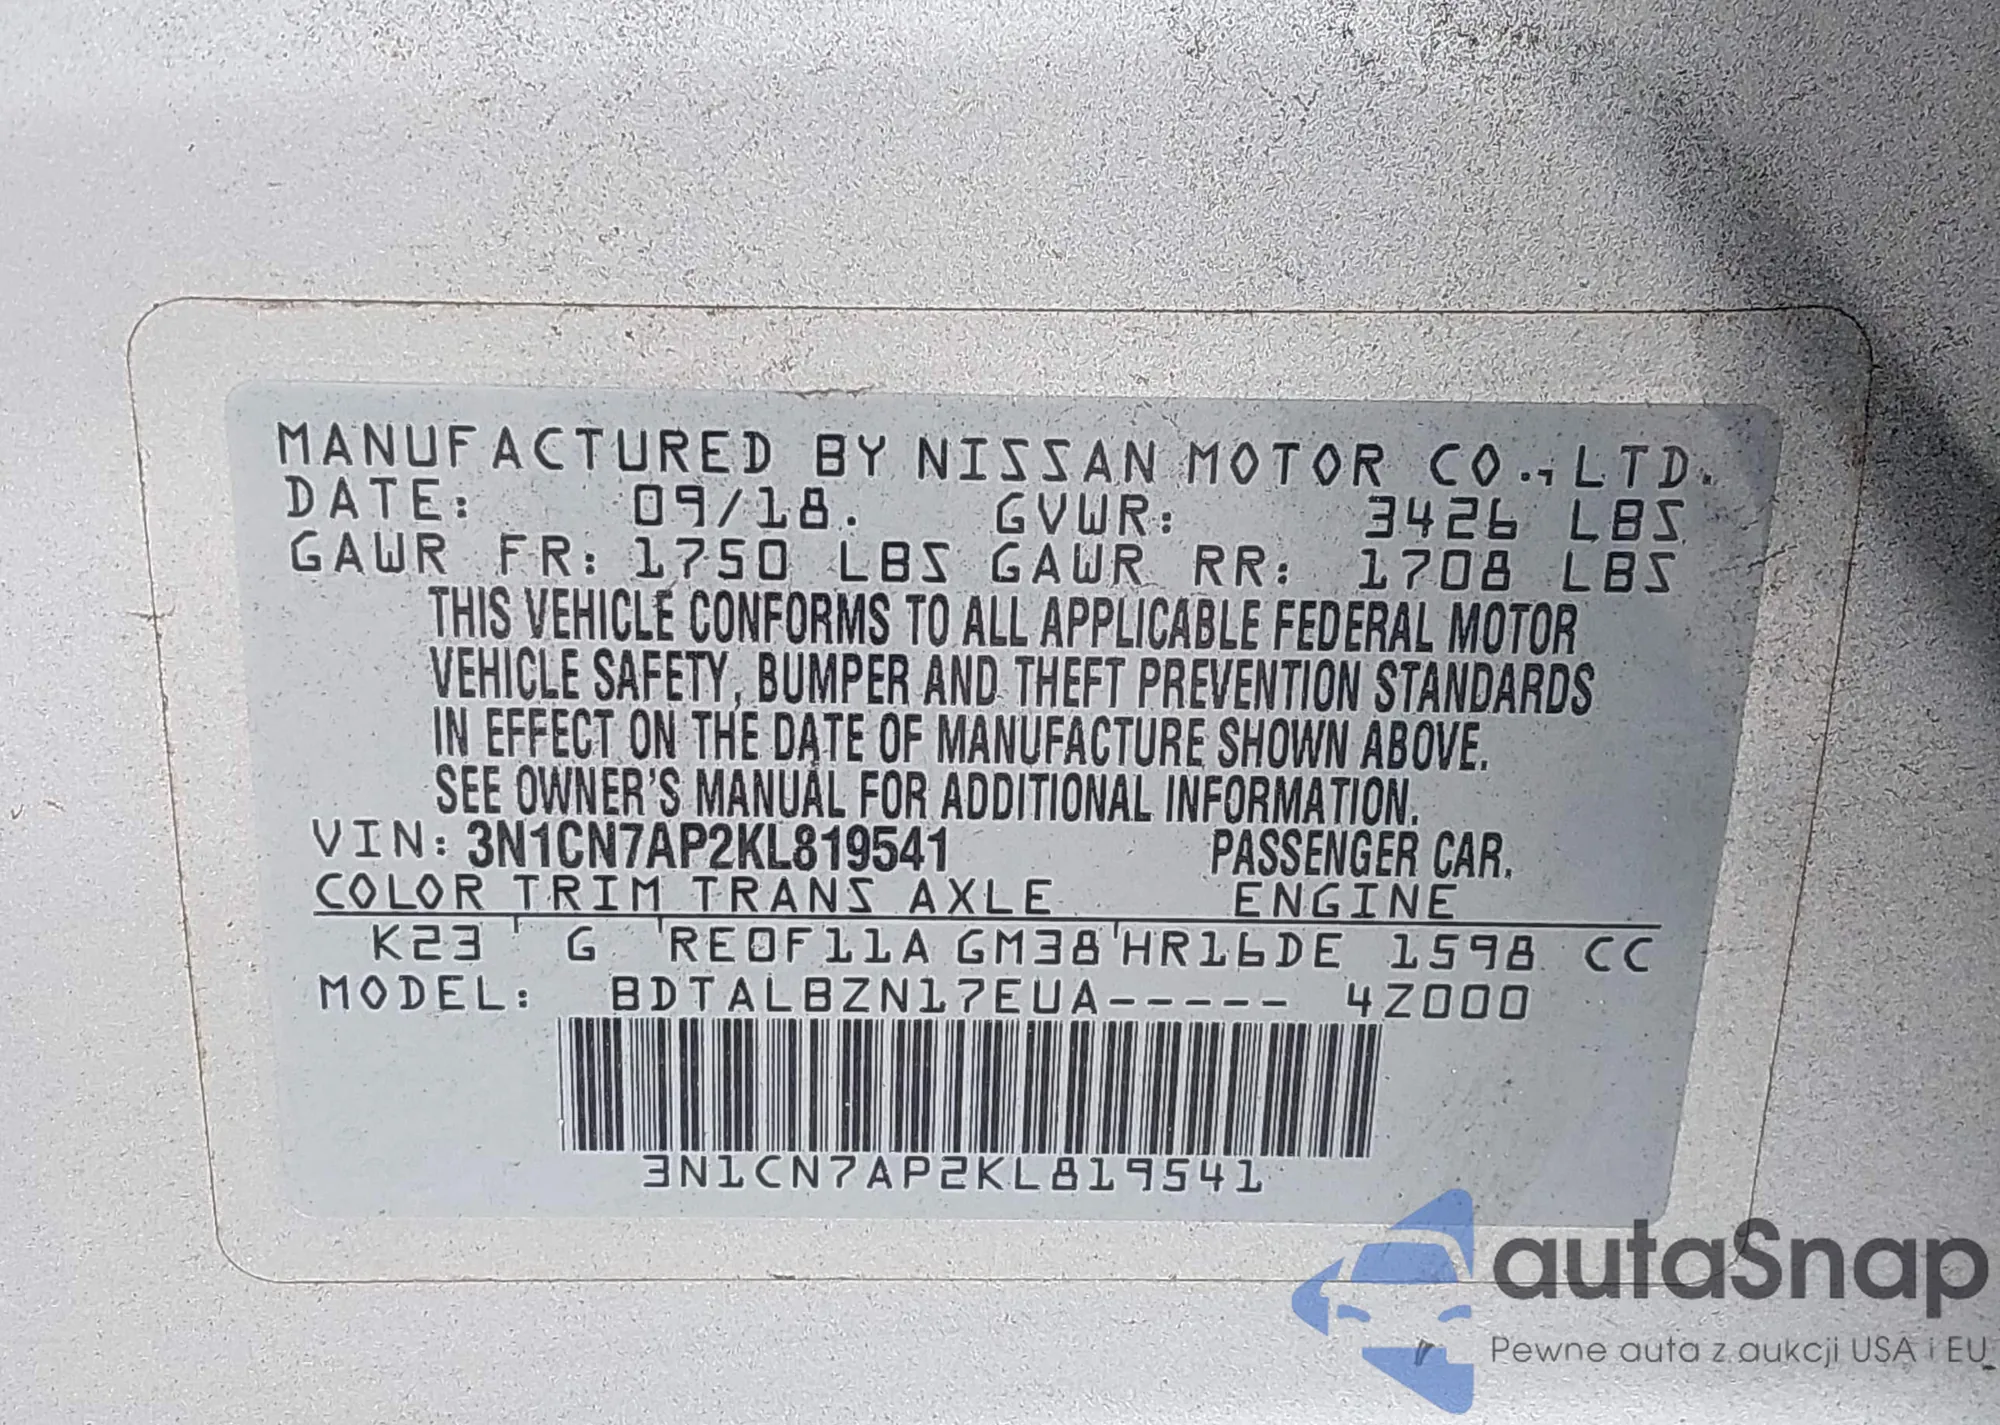 MANUFACTURED BY NISSAN MOTOR CO.,LTD.
DATE: 09/18. GVWR: 3426 LBS
GAWR FR: 1750 LBS GAWR RR: 1708 LBS
THIS VEHICLE CONFORMS TO ALL APPLICABLE FEDERAL MOTOR
VEHICLE SAFETY, BUMPER AND THEFT PREVENTION STANDARDS
IN EFFECT ON THE DATE OF MANUFACTURE SHOWN ABOVE.
SEE OWNER'S MANUAL FOR ADDITIONAL INFORMATION.
VIN: 3N1CN7AP2KL819541 PASSENGER CAR.
COLOR TRIM TRANS AXLE ENGINE
K23 ' G 'RE0F11A GM38'HR16DE 1598 CC
MODEL: BDTALBZN17EUA----- 4Z000
3N1CN7AP2KL819541
autaSnap
Pewne auta z aukcji USA i EU